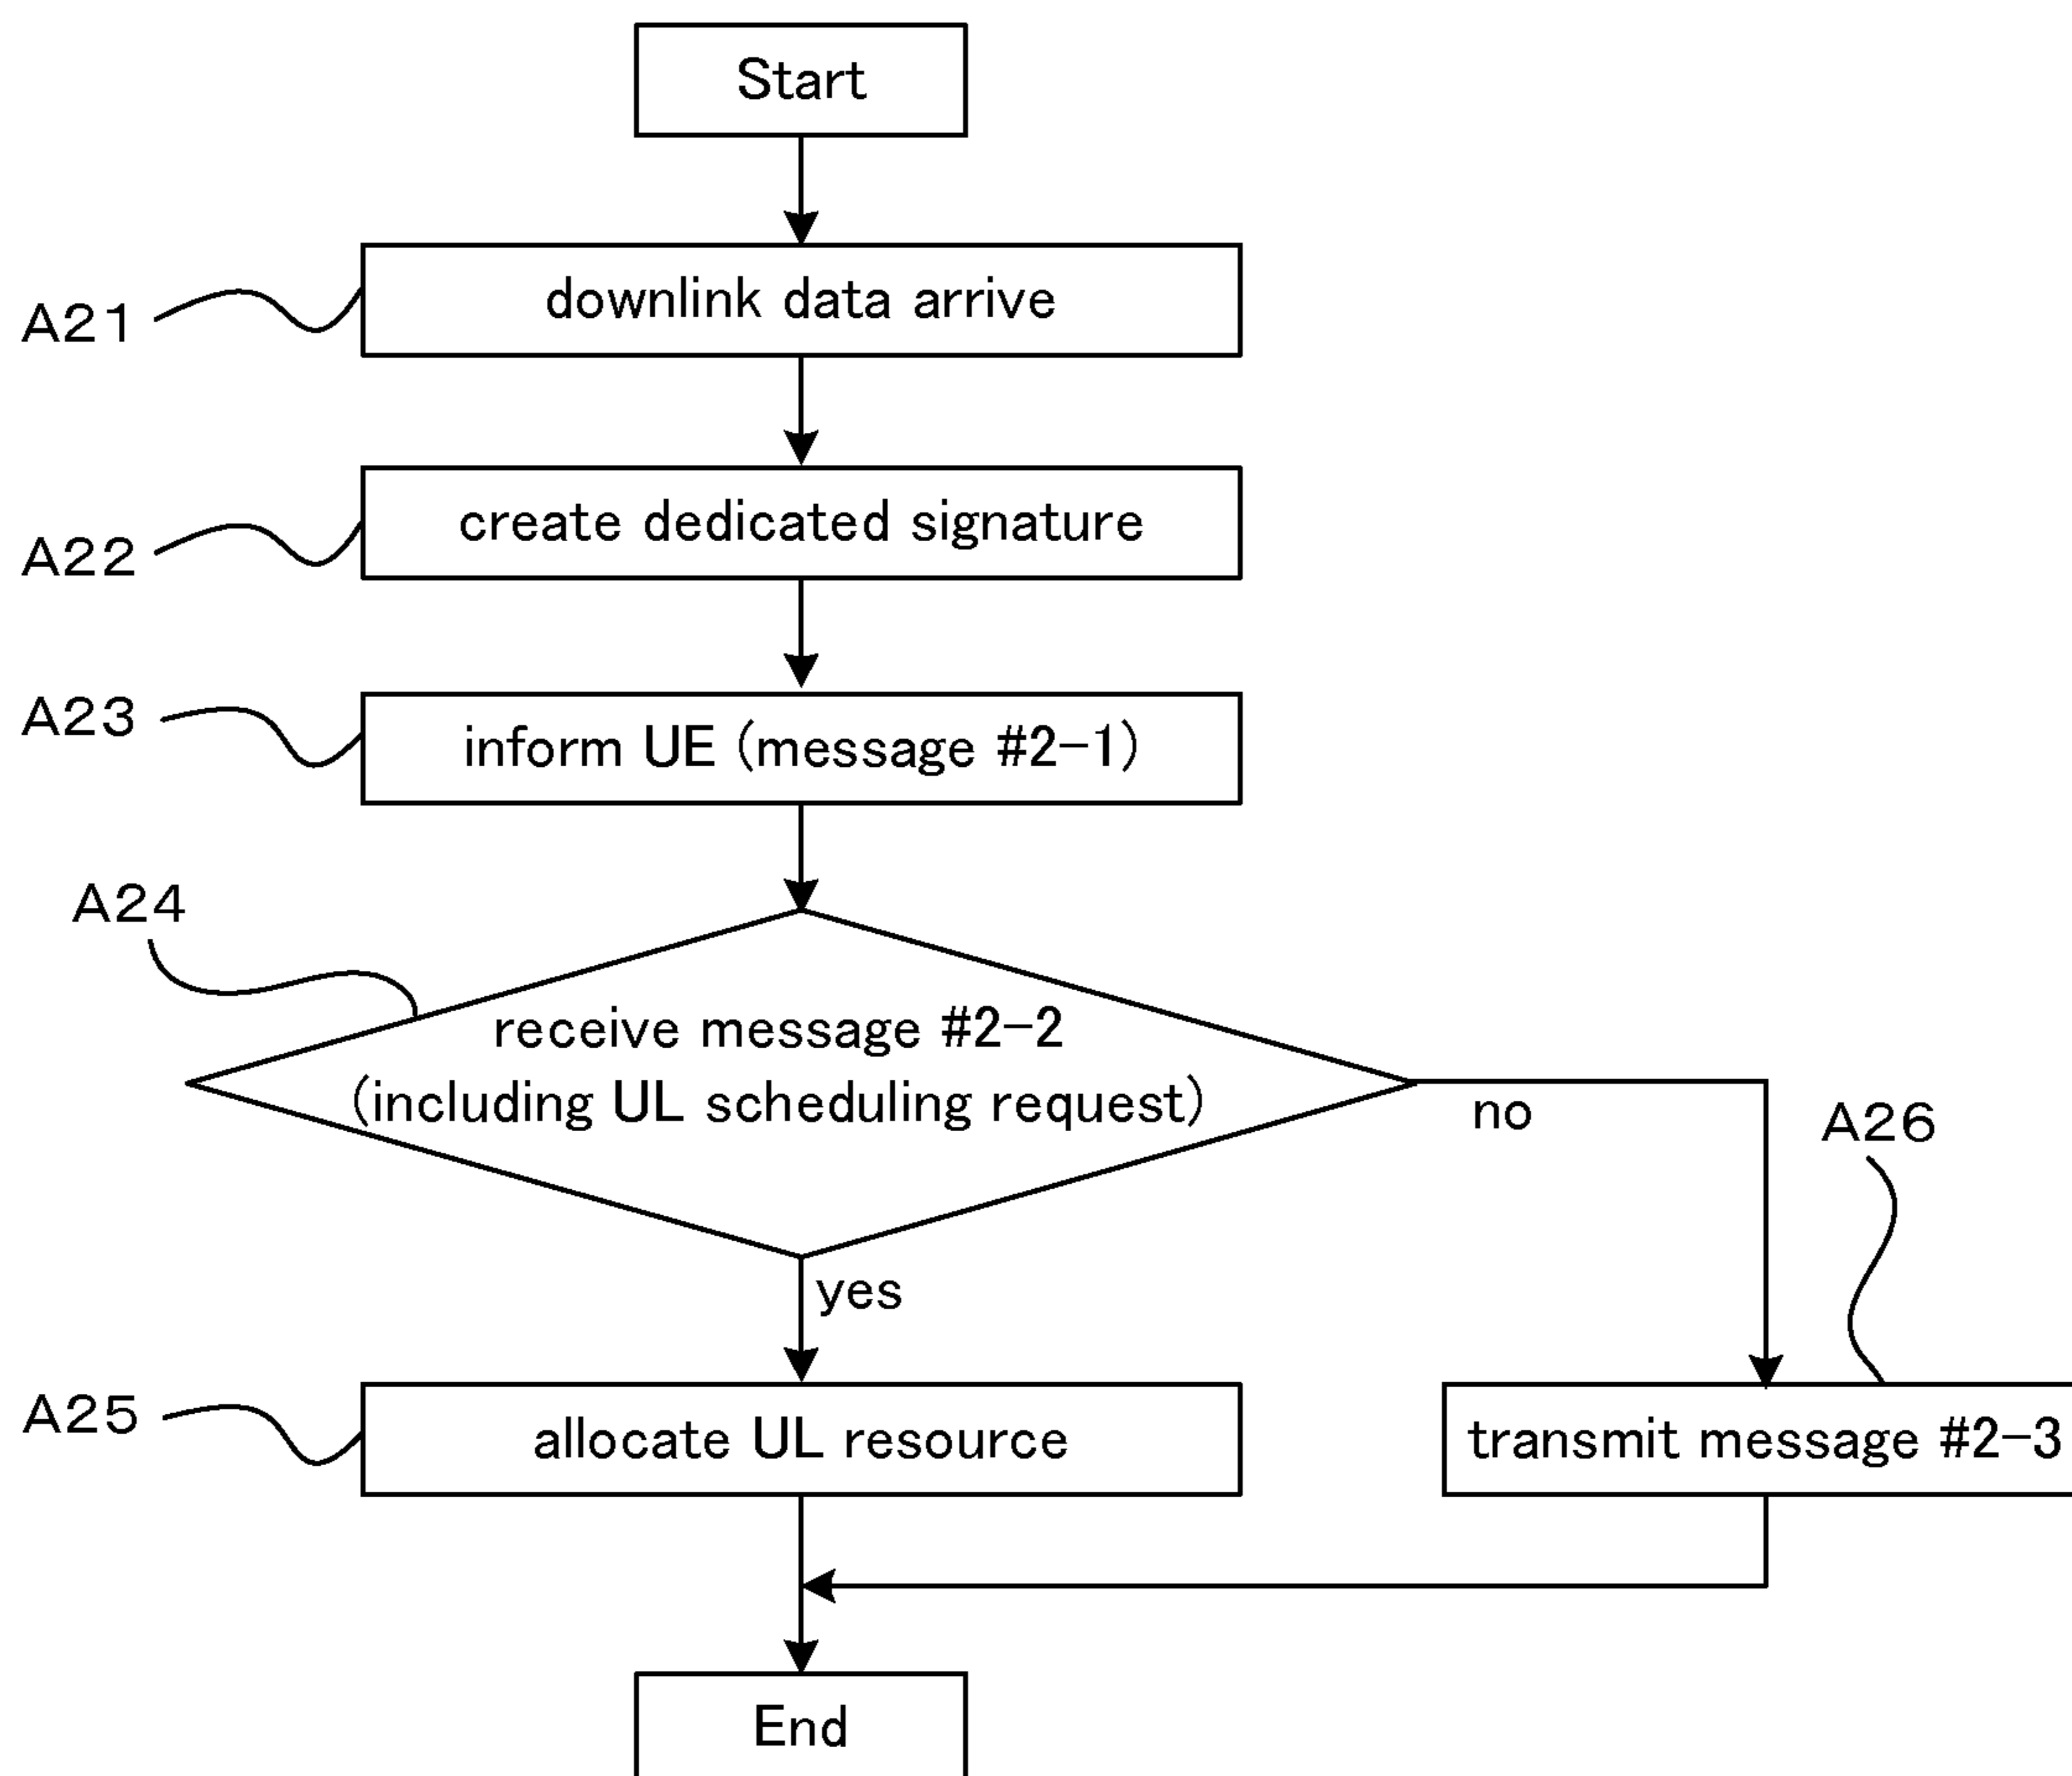 Start
A21
downlink data arrive
A22
create dedicated signature
A23
inform UE (message #2-1)
A24
receive message #2-2
(including UL scheduling request)
no
A26
yes
A25
allocate UL resource
transmit message #2-3
End